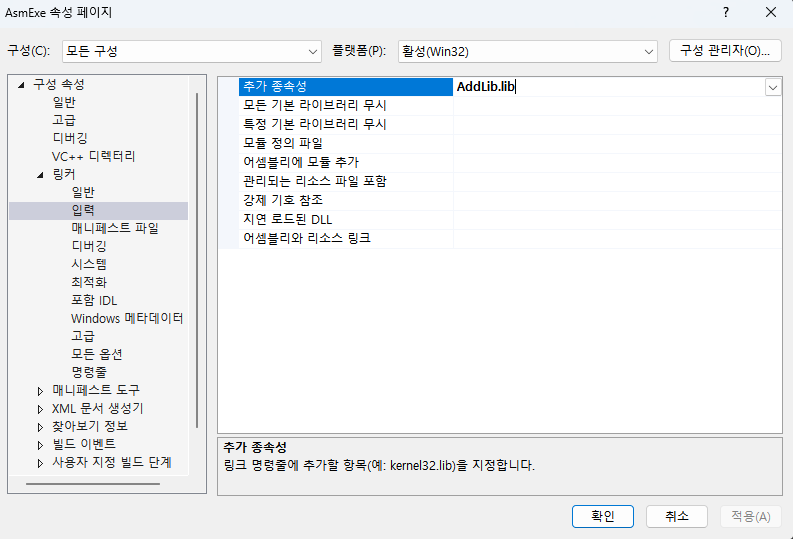 AsmExe 속성 페이지
구성(C): 모든 구성 플랫폼(P): 활성(Win32) 구성 관리자(O)...
구성 속성
일반
고급
디버깅
VC++ 디렉터리
링커
일반
입력
매니페스트 파일
디버깅
시스템
최적화
포함 IDL
Windows 메타데이터
고급
모든 옵션
명령줄
매니페스트 도구
XML 문서 생성기
찾아보기 정보
빌드 이벤트
사용자 지정 빌드 단계
추가 종속성 AddLib.lib
모든 기본 라이브러리 무시
특정 기본 라이브러리 무시
모듈 정의 파일
어셈블리에 모듈 추가
관리되는 리소스 파일 포함
강제 기호 참조
지연 로드된 DLL
어셈블리와 리소스 링크
추가 종속성
링크 명령줄에 추가할 항목(예: kernel32.lib)을 지정합니다.
확인 취소 적용(A)